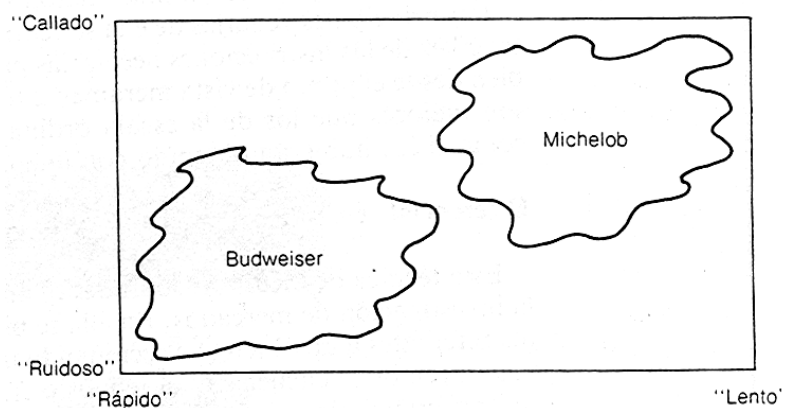 "Callado"
Michelob
Budweiser
"Ruidoso"
"Rápido"
"Lento'